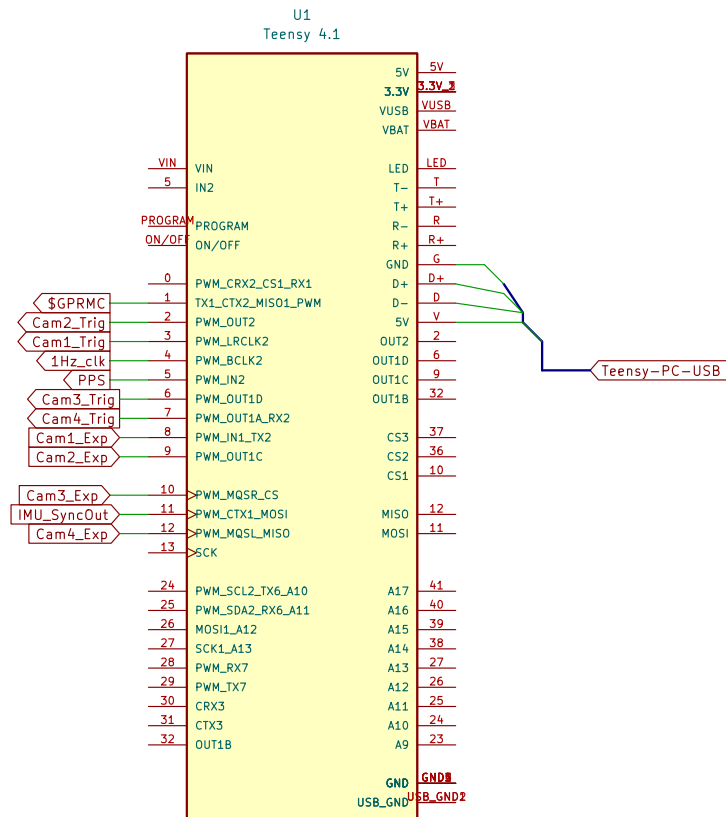 U1
Teensy 4.1
5V 5V
3.3V
VUSB VUSB
VBAT VBAT
VIN VIN LED LED
5 IN2 T- T
T+ T+
PROGRAM PROGRAM R- R
ON/OFF ON/OFF R+ R+
GND G
0 PWM_CRX2_CS1_RX1 D+ D+
$GPRMC 1 TX1_CTX2_MISO1_PWM D- D
Cam2_Trig 2 PWM_OUT2 5V V
Cam1_Trig 3 PWM_LRCLK2 OUT2 2
1Hz_clk 4 PWM_BCLK2 OUT1D 6
Teensy-PC-USB
PPS 5 PWM_IN2 OUT1C 9
Cam3_Trig 6 PWM_OUT1D OUT1B 32
Cam4_Trig 7 PWM_OUT1A_RX2
Cam1_Exp 8 PWM_IN1_TX2 CS3 37
Cam2_Exp 9 PWM_OUT1C CS2 36
CS1 10
Cam3_Exp 10 PWM_MQSR_CS
IMU_SyncOut 11 PWM_CTX1_MOSI MISO 12
Cam4_Exp 12 PWM_MQSL_MISO MOSI 11
13 SCK
24 PWM_SCL2_TX6_A10 A17 41
25 PWM_SDA2_RX6_A11 A16 40
26 MOSI1_A12 A15 39
27 SCK1_A13 A14 38
28 PWM_RX7 A13 27
29 PWM_TX7 A12 26
30 CRX3 A11 25
31 CTX3 A10 24
32 OUT1B A9 23
GND
USB_GND